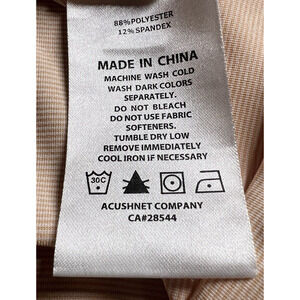 88% POLYESTER
12% SPANDEX
MADE IN CHINA
MACHINE WASH COLD
WASH DARK COLORS
SEPARATELY.
DO NOT BLEACH
DO NOT USE FABRIC
SOFTENERS.
TUMBLE DRY LOW
REMOVE IMMEDIATELY
COOL IRON IF NECESSARY
30C
ACUSHNET COMPANY
CA#28544